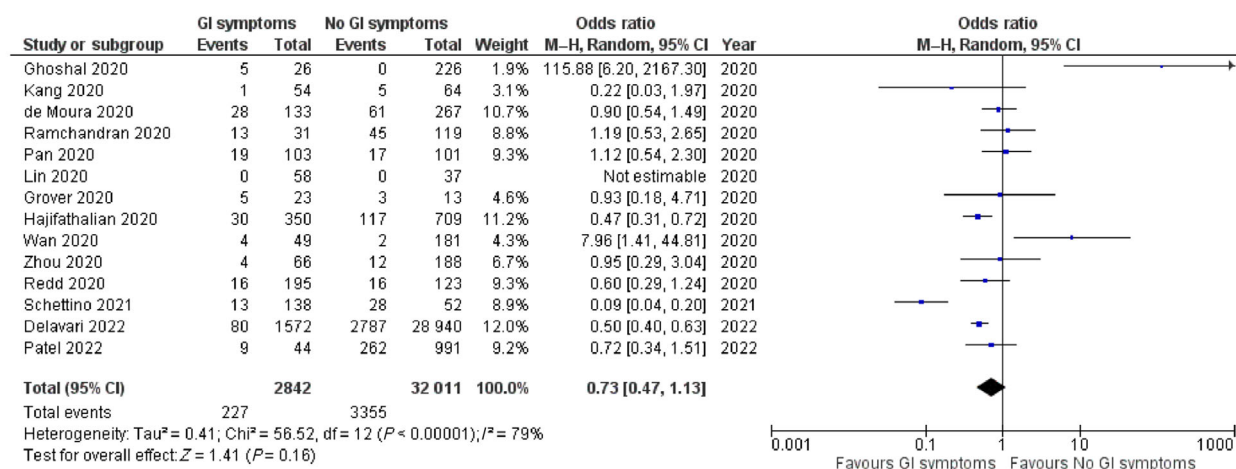 GI symptoms No GI symptoms Odds ratio Odds ratio
Study or subgroup Events Total Events Total Weight M–H, Random, 95% CI Year M–H, Random, 95% CI
Ghoshal 2020 5 26 0 226 1.9% 115.88 [6.20, 2167.30] 2020
Kang 2020 1 54 5 64 3.1% 0.22 [0.03, 1.97] 2020
de Moura 2020 28 133 61 267 10.7% 0.90 [0.54, 1.49] 2020
Ramchandran 2020 13 31 45 119 8.8% 1.19 [0.53, 2.65] 2020
Pan 2020 19 103 17 101 9.3% 1.12 [0.54, 2.30] 2020
Lin 2020 0 58 0 37 Not estimable 2020
Grover 2020 5 23 3 13 4.6% 0.93 [0.18, 4.71] 2020
Hajifathalian 2020 30 350 117 709 11.2% 0.47 [0.31, 0.72] 2020
Wan 2020 4 49 2 181 4.3% 7.96 [1.41, 44.81] 2020
Zhou 2020 4 66 12 188 6.7% 0.95 [0.29, 3.04] 2020
Redd 2020 16 195 16 123 9.3% 0.60 [0.29, 1.24] 2020
Schettino 2021 13 138 28 52 8.9% 0.09 [0.04, 0.20] 2021
Delavari 2022 80 1572 2787 28 940 12.0% 0.50 [0.40, 0.63] 2022
Patel 2022 9 44 262 991 9.2% 0.72 [0.34, 1.51] 2022
Total (95% CI) 2842 32 011 100.0% 0.73 [0.47, 1.13]
Total events 227 3355
Heterogeneity: Tau² = 0.41; Chi² = 56.52, df = 12 (P < 0.00001); I² = 79%
Test for overall effect: Z = 1.41 (P = 0.16)
0.001 0.1 1 10 1000
Favours GI symptoms Favours No GI symptoms